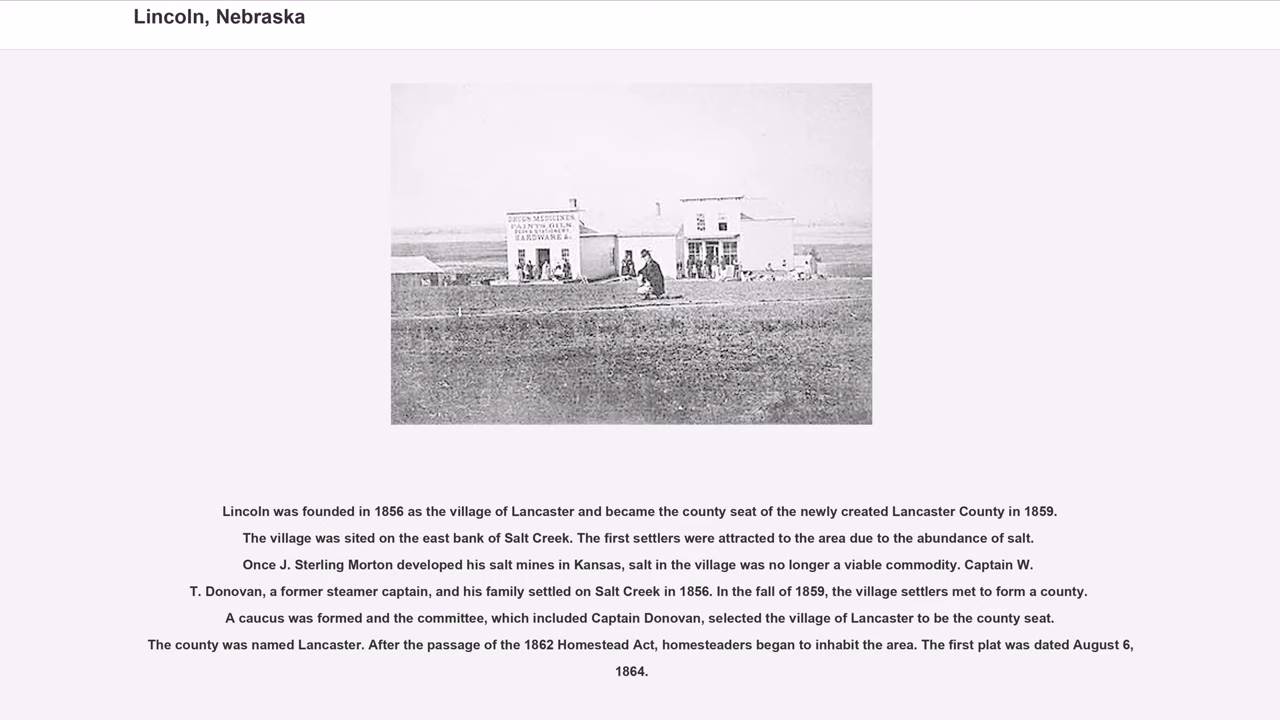 Lincoln, Nebraska
DRUGS MEDICINES
PAINTS, OILS,
BOOKS STATIONERY,
HARDWARE &.
Lincoln was founded in 1856 as the village of Lancaster and became the county seat of the newly created Lancaster County in 1859.
The village was sited on the east bank of Salt Creek. The first settlers were attracted to the area due to the abundance of salt.
Once J. Sterling Morton developed his salt mines in Kansas, salt in the village was no longer a viable commodity. Captain W.
T. Donovan, a former steamer captain, and his family settled on Salt Creek in 1856. In the fall of 1859, the village settlers met to form a county.
A caucus was formed and the committee, which included Captain Donovan, selected the village of Lancaster to be the county seat.
The county was named Lancaster. After the passage of the 1862 Homestead Act, homesteaders began to inhabit the area. The first plat was dated August 6,
1864.